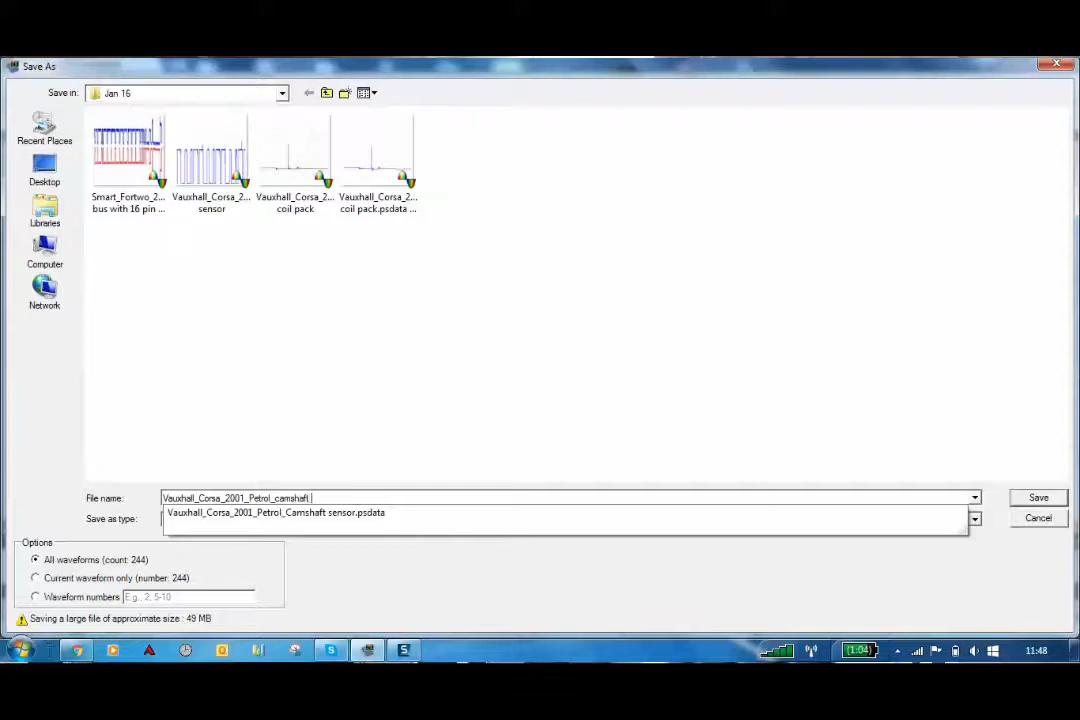 Save As
Save in:
Jan 16
Recent Places
Desktop
Libraries
Computer
Network
Smart_Fortwo_2...
bus with 16 pin ...
Vauxhall_Corsa_2...
sensor
Vauxhall_Corsa_2...
coil pack
Vauxhall_Corsa_2...
coil pack.psdata ...
File name:
Vauxhall_Corsa_2001_Petrol_camshaft
Save
Vauxhall_Corsa_2001_Petrol_Camshaft sensor.psdata
Save as type:
Cancel
Options
All waveforms (count: 244)
Current waveform only (number: 244)
Waveform numbers
E.g., 2, 5-10
Saving a large file of approximate size : 49 MB
(1:04)
11:48